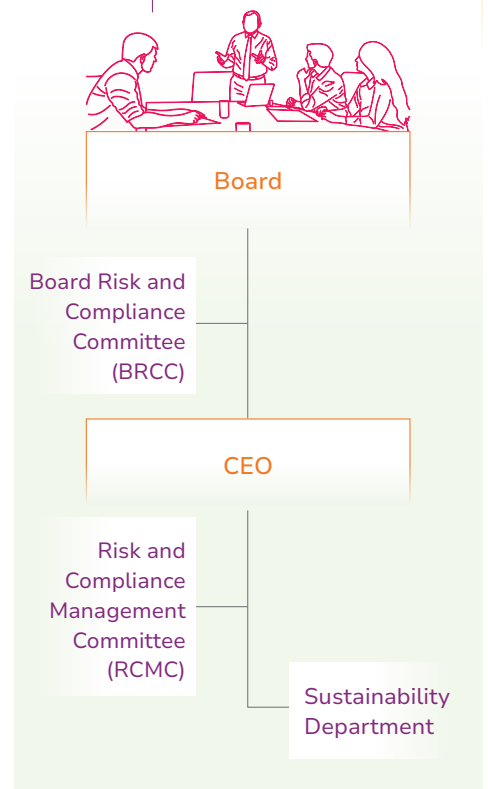 Board
Board Risk and
Compliance
Committee
(BRCC)
CEO
Risk and
Compliance
Management
Committee
(RCMC)
Sustainability
Department